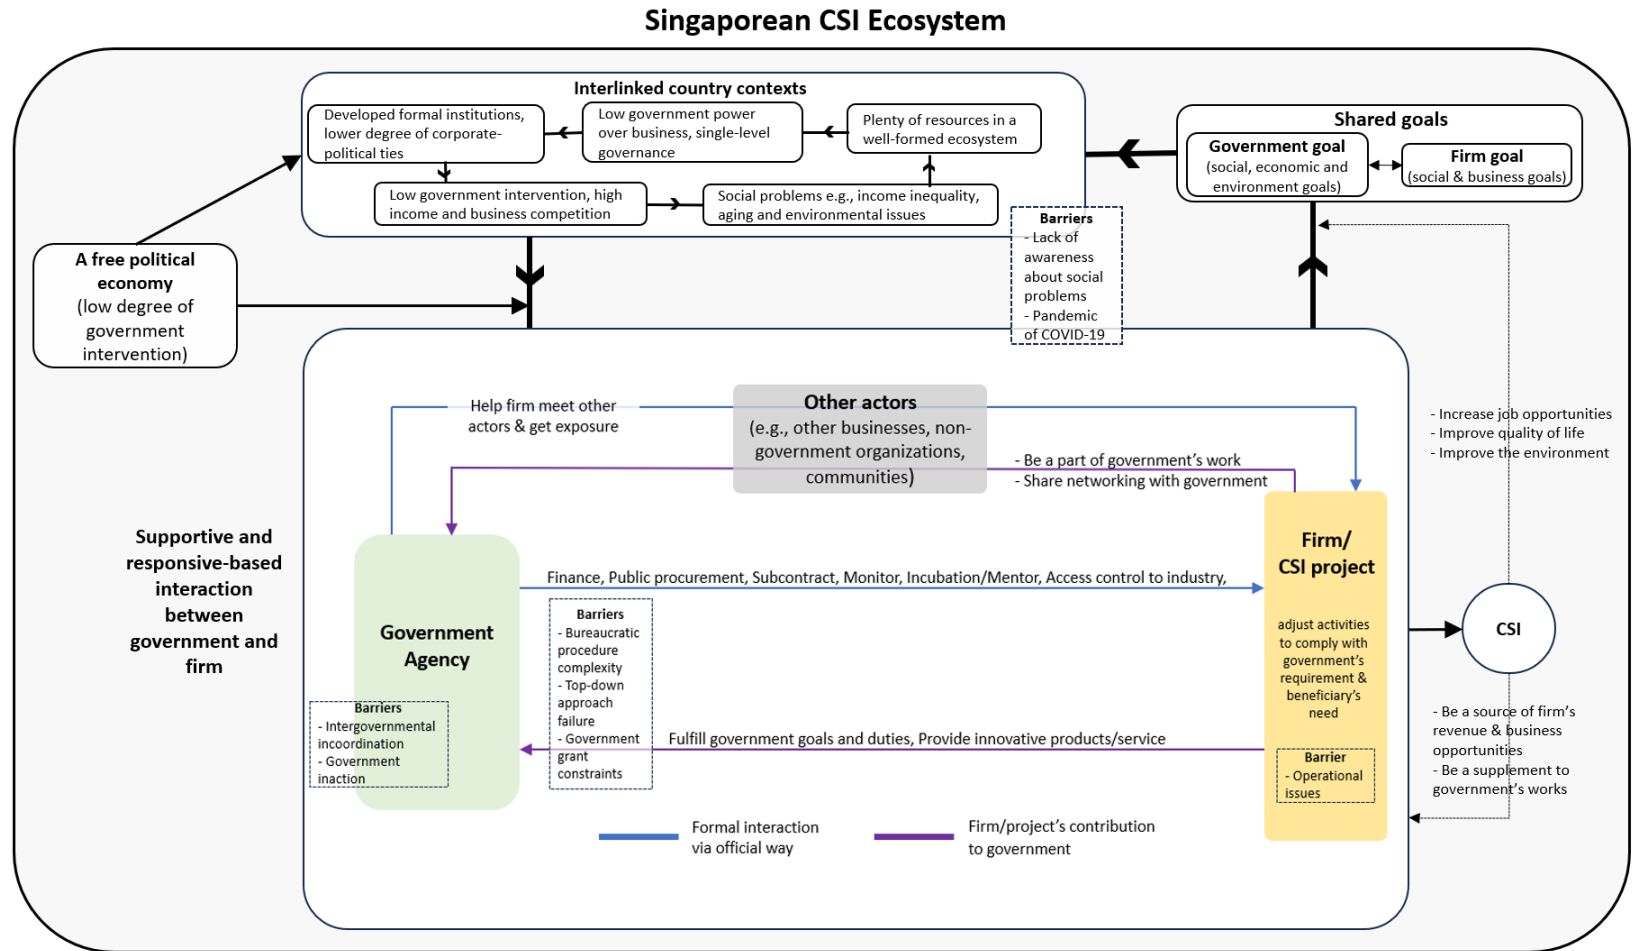 Singaporean CSI Ecosystem
Interlinked country contexts
Developed formal institutions,
lower degree of corporate-
political ties
Low government power
over business, single-level
governance
Plenty of resources in a
well-formed ecosystem
Low government intervention, high
income and business competition
Social problems e.g., income inequality,
aging and environmental issues
Shared goals
Government goal
(social, economic and
environment goals)
Firm goal
(social & business goals)
Barriers
- Lack of
awareness
about social
problems
- Pandemic
of COVID-19
A free political
economy
(low degree of
government
intervention)
Supportive and
responsive-based
interaction
between
government and
firm
Help firm meet other
actors & get exposure
Other actors
(e.g., other businesses, non-
government organizations,
communities)
- Be a part of government's work
- Share networking with government
Government
Agency
Barriers
- Intergovernmental
incoordination
- Government
inaction
Finance, Public procurement, Subcontract, Monitor, Incubation/Mentor, Access control to industry,
Barriers
- Bureaucratic
procedure
complexity
- Top-down
approach
failure
- Government
grant
constraints
Fulfill government goals and duties, Provide innovative products/service
Firm/
CSI project
adjust activities
to comply with
government's
requirement &
beneficiary's
need
Barrier
- Operational
issues
- Increase job opportunities
- Improve quality of life
- Improve the environment
CSI
- Be a source of firm's
revenue & business
opportunities
- Be a supplement to
government's works
Formal interaction
via official way
Firm/project's contribution
to government